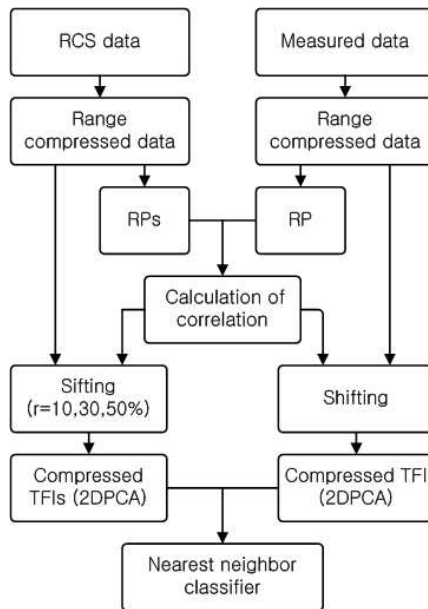 RCS data
Measured data
Range
compressed data
Range
compressed data
RPs
RP
Calculation of
correlation
Sifting
(r=10,30,50%)
Shifting
Compressed
TFIs (2DPCA)
Compressed TFI
(2DPCA)
Nearest neighbor
classifier